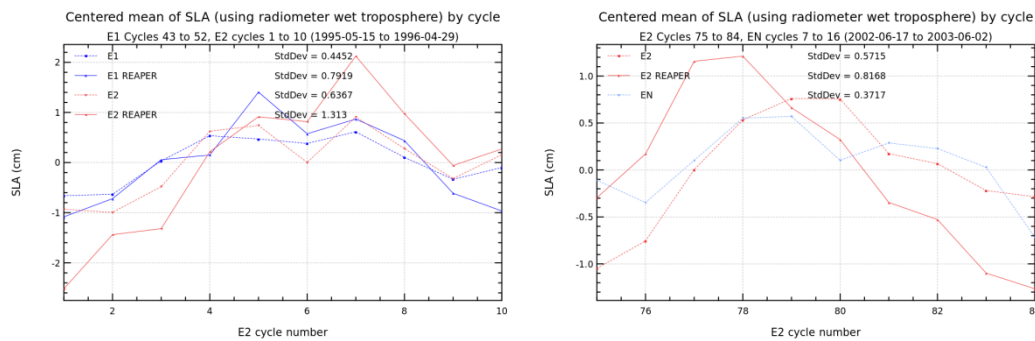 Centered mean of SLA (using radiometer wet troposphere) by cycle
E1 Cycles 43 to 52, E2 cycles 1 to 10 (1995-05-15 to 1996-04-29)
E1 StdDev = 0.4452
E1 REAPER StdDev = 0.7919
E2 StdDev = 0.6367
E2 REAPER StdDev = 1.313
SLA (cm)
2
1
0
-1
-2
2 4 6 8 10
E2 cycle number
Centered mean of SLA (using radiometer wet troposphere) by cycle
E2 Cycles 75 to 84, EN cycles 7 to 16 (2002-06-17 to 2003-06-02)
E2 StdDev = 0.5715
E2 REAPER StdDev = 0.8168
EN StdDev = 0.3717
SLA (cm)
1.0
0.5
0.0
-0.5
-1.0
76 78 80 82
E2 cycle number